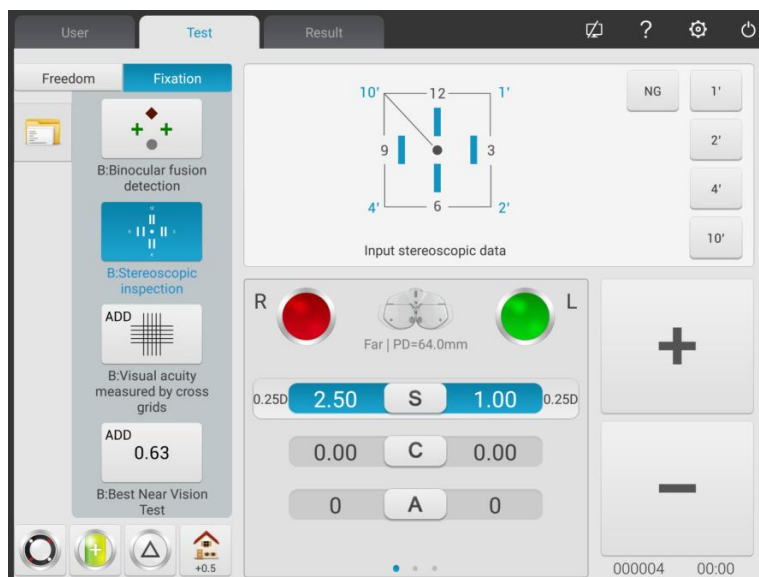 User Test Result ?
Freedom Fixation
B:Binocular fusion
detection
B:Stereoscopic
inspection
ADD
B:Visual acuity
measured by cross
grids
ADD
0.63
B:Best Near Vision
Test
+0.5
10' 12 1'
9 3
4' 6 2'
Input stereoscopic data
NG 1'
2'
4'
10'
R L
Far | PD=64.0mm
0.25D 2.50 S 1.00 0.25D
0.00 C 0.00
0 A 0
+
−
000004 00:00